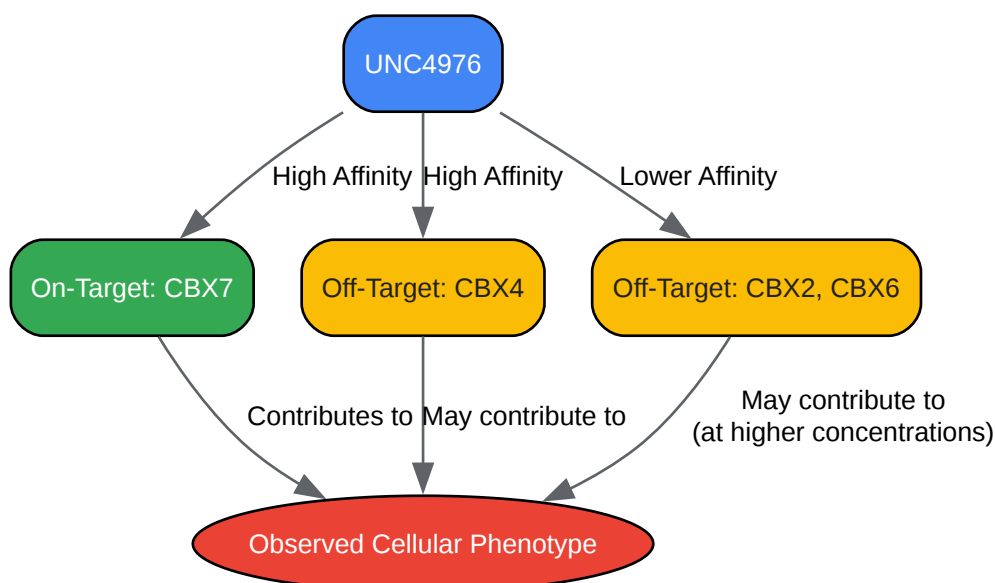 UNC4976
High Affinity
High Affinity
Lower Affinity
On-Target: CBX7
Off-Target: CBX4
Off-Target: CBX2, CBX6
Contributes to
May contribute to
May contribute to
(at higher concentrations)
Observed Cellular Phenotype